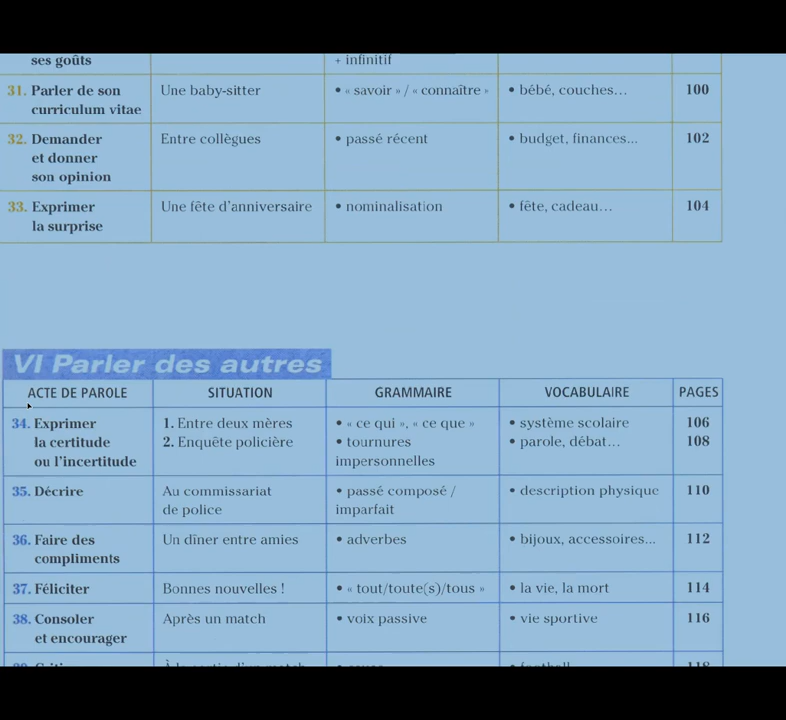 ses goûts + infinitif
31. Parler de son Une baby-sitter • « savoir » / « connaître » • bébé, couches... 100
curriculum vitae
32. Demander Entre collègues • passé récent • budget, finances... 102
et donner
son opinion
33. Exprimer Une fête d'anniversaire • nominalisation • fête, cadeau... 104
la surprise
VI Parler des autres
ACTE DE PAROLE SITUATION GRAMMAIRE VOCABULAIRE PAGES
34. Exprimer 1. Entre deux mères • « ce qui », « ce que » • système scolaire 106
la certitude 2. Enquête policière • tournures • parole, débat... 108
ou l'incertitude impersonnelles
35. Décrire Au commissariat • passé composé / • description physique 110
de police imparfait
36. Faire des Un dîner entre amies • adverbes • bijoux, accessoires... 112
compliments
37. Féliciter Bonnes nouvelles ! • « tout/toute(s)/tous » • la vie, la mort 114
38. Consoler Après un match • voix passive • vie sportive 116
et encourager